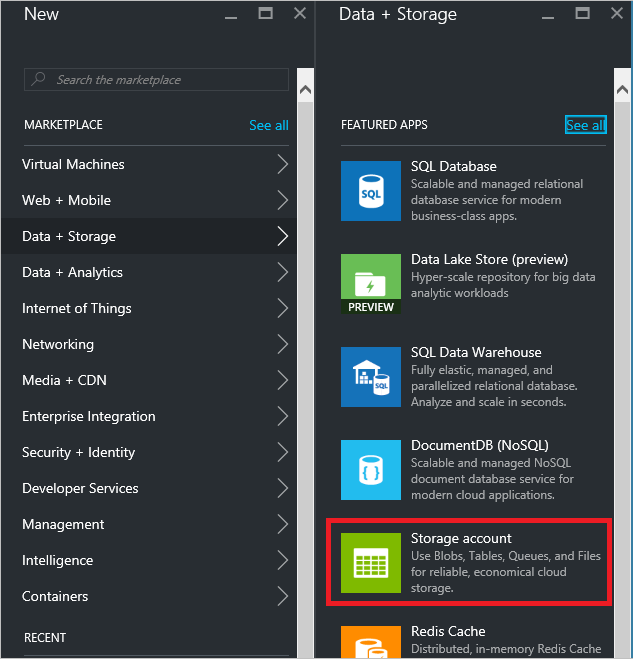 New
Search the marketplace
MARKETPLACE
See all
Virtual Machines
Web + Mobile
Data + Storage
Data + Analytics
Internet of Things
Networking
Media + CDN
Enterprise Integration
Security + Identity
Developer Services
Management
Intelligence
Containers
RECENT
Data + Storage
FEATURED APPS
See all
SQL Database
Scalable and managed relational
database service for modern
business-class apps.
SQL
Data Lake Store (preview)
Hyper-scale repository for big data
analytic workloads
PREVIEW
SQL Data Warehouse
Fully elastic, managed, and
parallelized relational database.
Analyze and scale in seconds.
SQL
DocumentDB (NoSQL)
Scalable and managed NoSQL
document database service for
modern cloud applications.
{ }
Storage account
Use Blobs, Tables, Queues, and Files
for reliable, economical cloud
storage.
Redis Cache
Distributed, in-memory Redis Cache